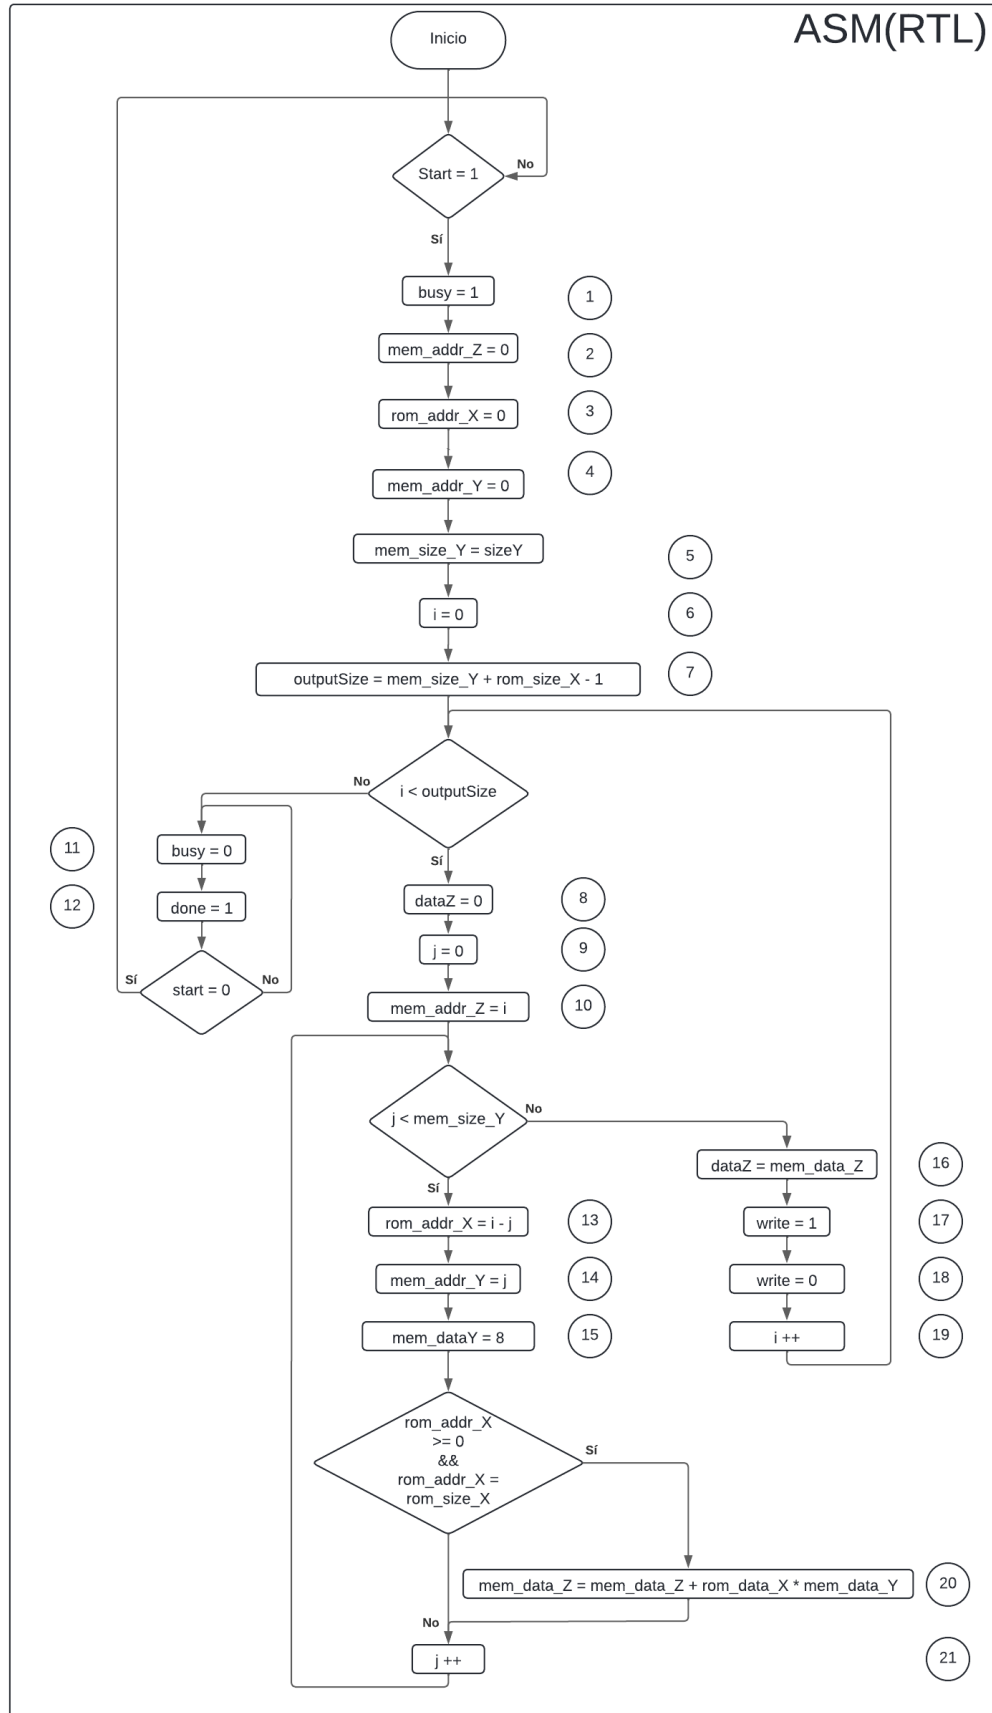 ASM(RTL)
Inicio
Start = 1
No
Sí
busy = 1
1
mem_addr_Z = 0
2
rom_addr_X = 0
3
mem_addr_Y = 0
4
mem_size_Y = sizeY
5
i = 0
6
outputSize = mem_size_Y + rom_size_X - 1
7
i < outputSize
No
Sí
11
busy = 0
12
done = 1
start = 0
Sí
No
dataZ = 0
8
j = 0
9
mem_addr_Z = i
10
j < mem_size_Y
No
Sí
dataZ = mem_data_Z
16
write = 1
17
write = 0
18
i ++
19
rom_addr_X = i - j
13
mem_addr_Y = j
14
mem_dataY = 8
15
rom_addr_X
>= 0
&&
rom_addr_X =
rom_size_X
Sí
mem_data_Z = mem_data_Z + rom_data_X * mem_data_Y
20
No
j ++
21